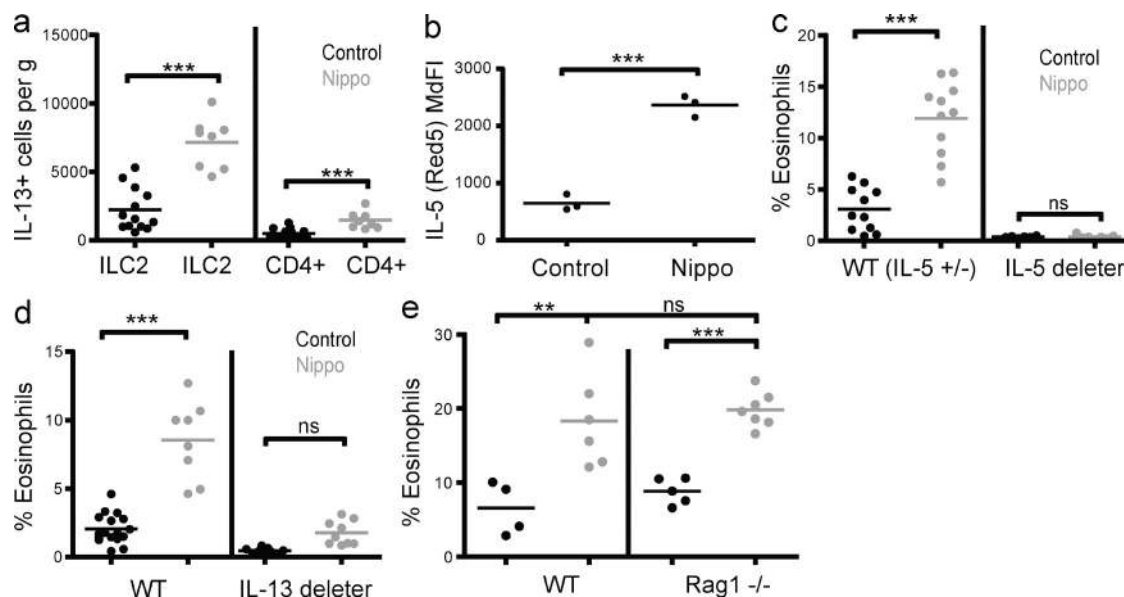 a
IL-13+ cells per g
15000
10000
5000
0
***
***
Control
Nippo
ILC2 ILC2 CD4+ CD4+
b
IL-5 (Red5) MdFI
3000
2000
1000
0
***
Control Nippo
c
% Eosinophils
20
15
10
5
0
***
Control
Nippo
ns
WT (IL-5 +/-) IL-5 deleter
d
% Eosinophils
15
10
5
0
***
Control
Nippo
ns
WT IL-13 deleter
e
% Eosinophils
30
20
10
0
** ns
***
WT Rag1 -/-